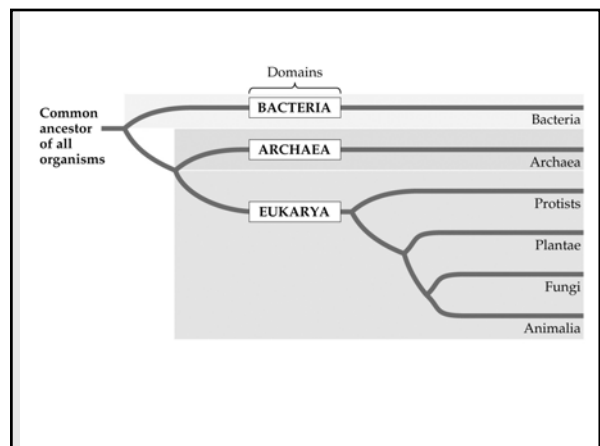 Domains
BACTERIA
Common
ancestor
of all
organisms
Bacteria
ARCHAEA
Archaea
Protists
EUKARYA
Plantae
Fungi
Animalia